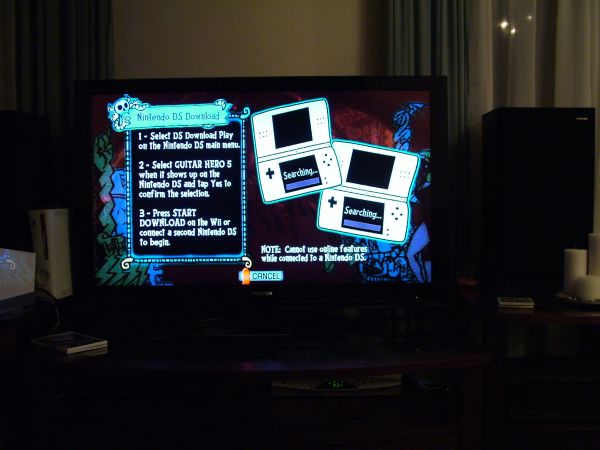 Nintendo DS Download
1 - Select DS Download Play
on the Nintendo DS main menu.
2 - Select GUITAR HERO 5
when it shows up on the
Nintendo DS and tap Yes to
confirm the selection.
3 - Press START
DOWNLOAD on the Wii or
connect a second Nintendo DS
to begin.
Searching...
Searching...
NOTE: Cannot use online features
while connected to a Nintendo DS.
CANCEL